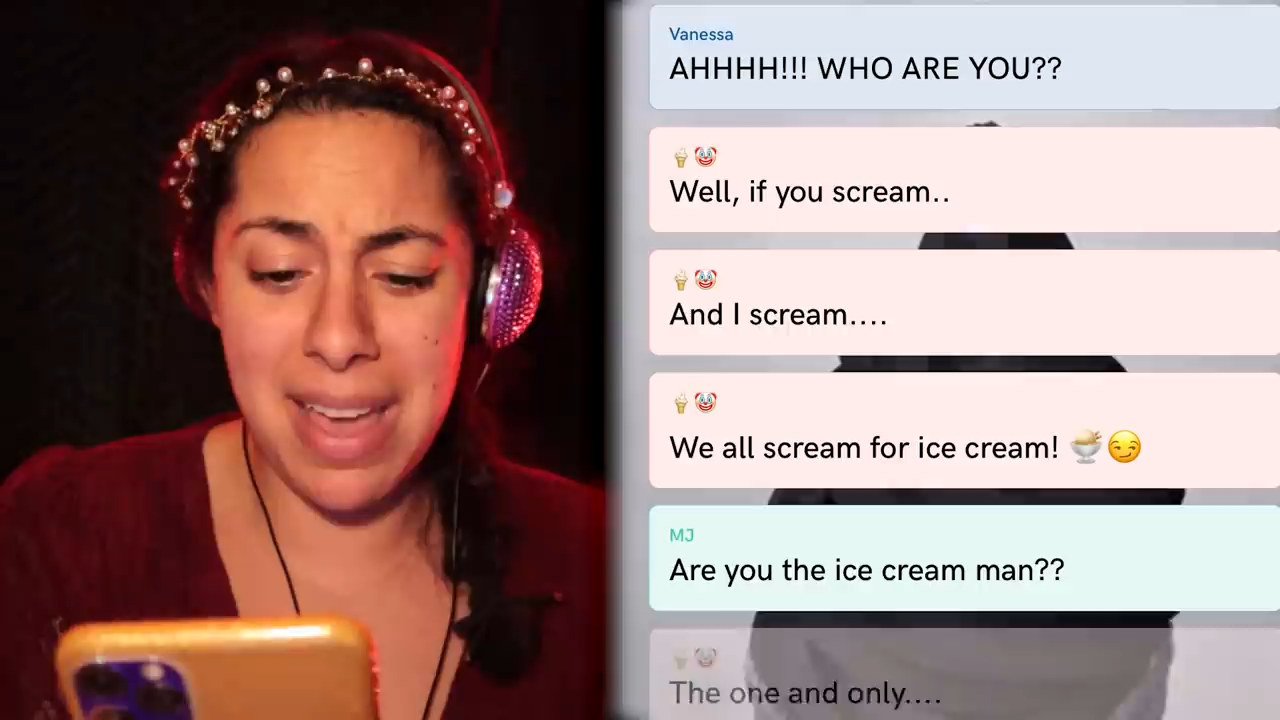 Vanessa
AHHHH!!! WHO ARE YOU??
🍦🤡
Well, if you scream..
🍦🤡
And I scream....
🍦🤡
We all scream for ice cream! 🍨😏
MJ
Are you the ice cream man??
🍦🤡
The one and only....